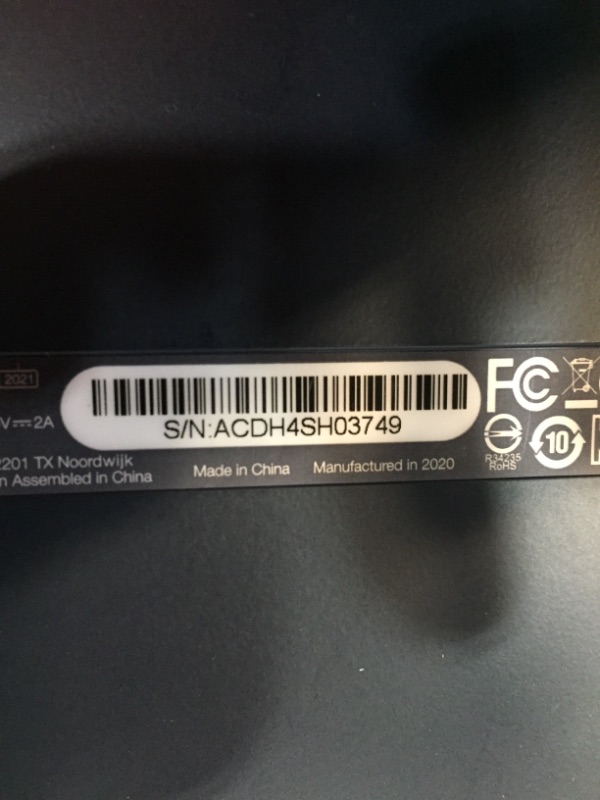 2021
V⎓2A
S/N:ACDH4SH03749
FC
2201 TX Noordwijk
Assembled in China
Made in China
Manufactured in 2020
R34235
RoHS
10